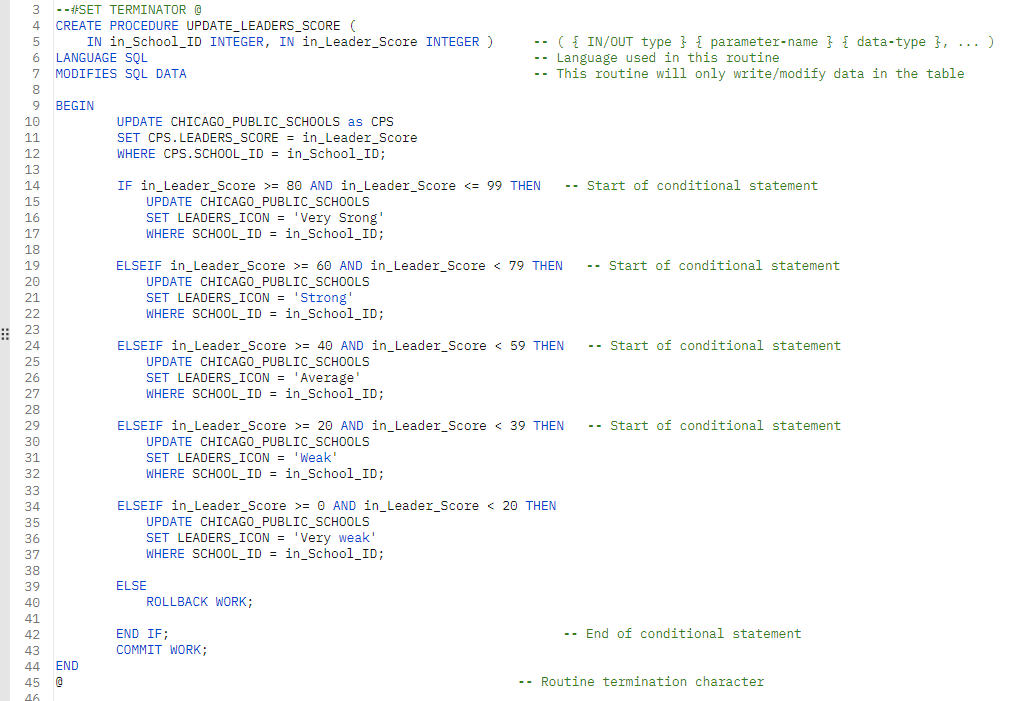 3 --#SET TERMINATOR @
4 CREATE PROCEDURE UPDATE_LEADERS_SCORE (
5 IN in_School_ID INTEGER, IN in_Leader_Score INTEGER ) -- ( { IN/OUT type } { parameter-name } { data-type }, ... )
6 LANGUAGE SQL -- Language used in this routine
7 MODIFIES SQL DATA -- This routine will only write/modify data in the table
8
9 BEGIN
10 UPDATE CHICAGO_PUBLIC_SCHOOLS as CPS
11 SET CPS.LEADERS_SCORE = in_Leader_Score
12 WHERE CPS.SCHOOL_ID = in_School_ID;
13
14 IF in_Leader_Score >= 80 AND in_Leader_Score <= 99 THEN -- Start of conditional statement
15 UPDATE CHICAGO_PUBLIC_SCHOOLS
16 SET LEADERS_ICON = 'Very Srong'
17 WHERE SCHOOL_ID = in_School_ID;
18
19 ELSEIF in_Leader_Score >= 60 AND in_Leader_Score < 79 THEN -- Start of conditional statement
20 UPDATE CHICAGO_PUBLIC_SCHOOLS
21 SET LEADERS_ICON = 'Strong'
22 WHERE SCHOOL_ID = in_School_ID;
23
24 ELSEIF in_Leader_Score >= 40 AND in_Leader_Score < 59 THEN -- Start of conditional statement
25 UPDATE CHICAGO_PUBLIC_SCHOOLS
26 SET LEADERS_ICON = 'Average'
27 WHERE SCHOOL_ID = in_School_ID;
28
29 ELSEIF in_Leader_Score >= 20 AND in_Leader_Score < 39 THEN -- Start of conditional statement
30 UPDATE CHICAGO_PUBLIC_SCHOOLS
31 SET LEADERS_ICON = 'Weak'
32 WHERE SCHOOL_ID = in_School_ID;
33
34 ELSEIF in_Leader_Score >= 0 AND in_Leader_Score < 20 THEN
35 UPDATE CHICAGO_PUBLIC_SCHOOLS
36 SET LEADERS_ICON = 'Very weak'
37 WHERE SCHOOL_ID = in_School_ID;
38
39 ELSE
40 ROLLBACK WORK;
41
42 END IF; -- End of conditional statement
43 COMMIT WORK;
44 END
45 @ -- Routine termination character
46